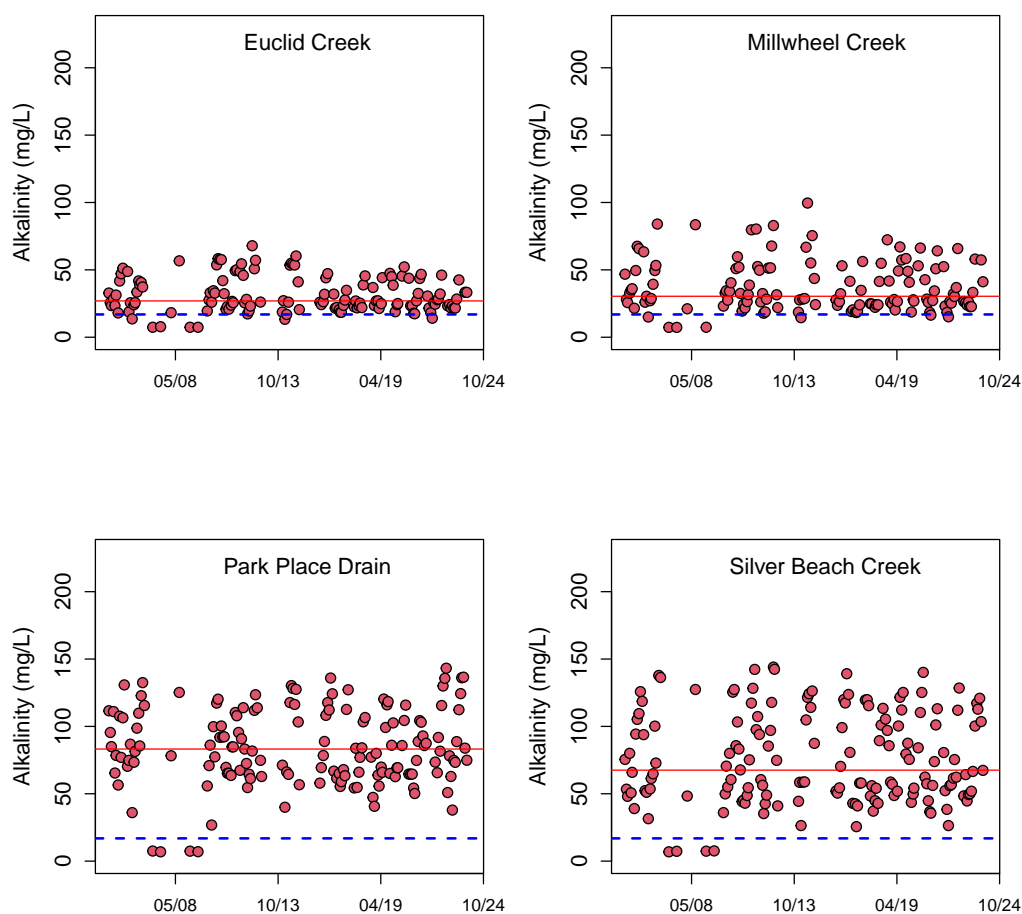 Euclid Creek
Alkalinity (mg/L)
200
150
100
50
0
05/08 10/13 04/19 10/24
Millwheel Creek
Alkalinity (mg/L)
200
150
100
50
0
05/08 10/13 04/19 10/24
Park Place Drain
Alkalinity (mg/L)
200
150
100
50
0
05/08 10/13 04/19 10/24
Silver Beach Creek
Alkalinity (mg/L)
200
150
100
50
0
05/08 10/13 04/19 10/24